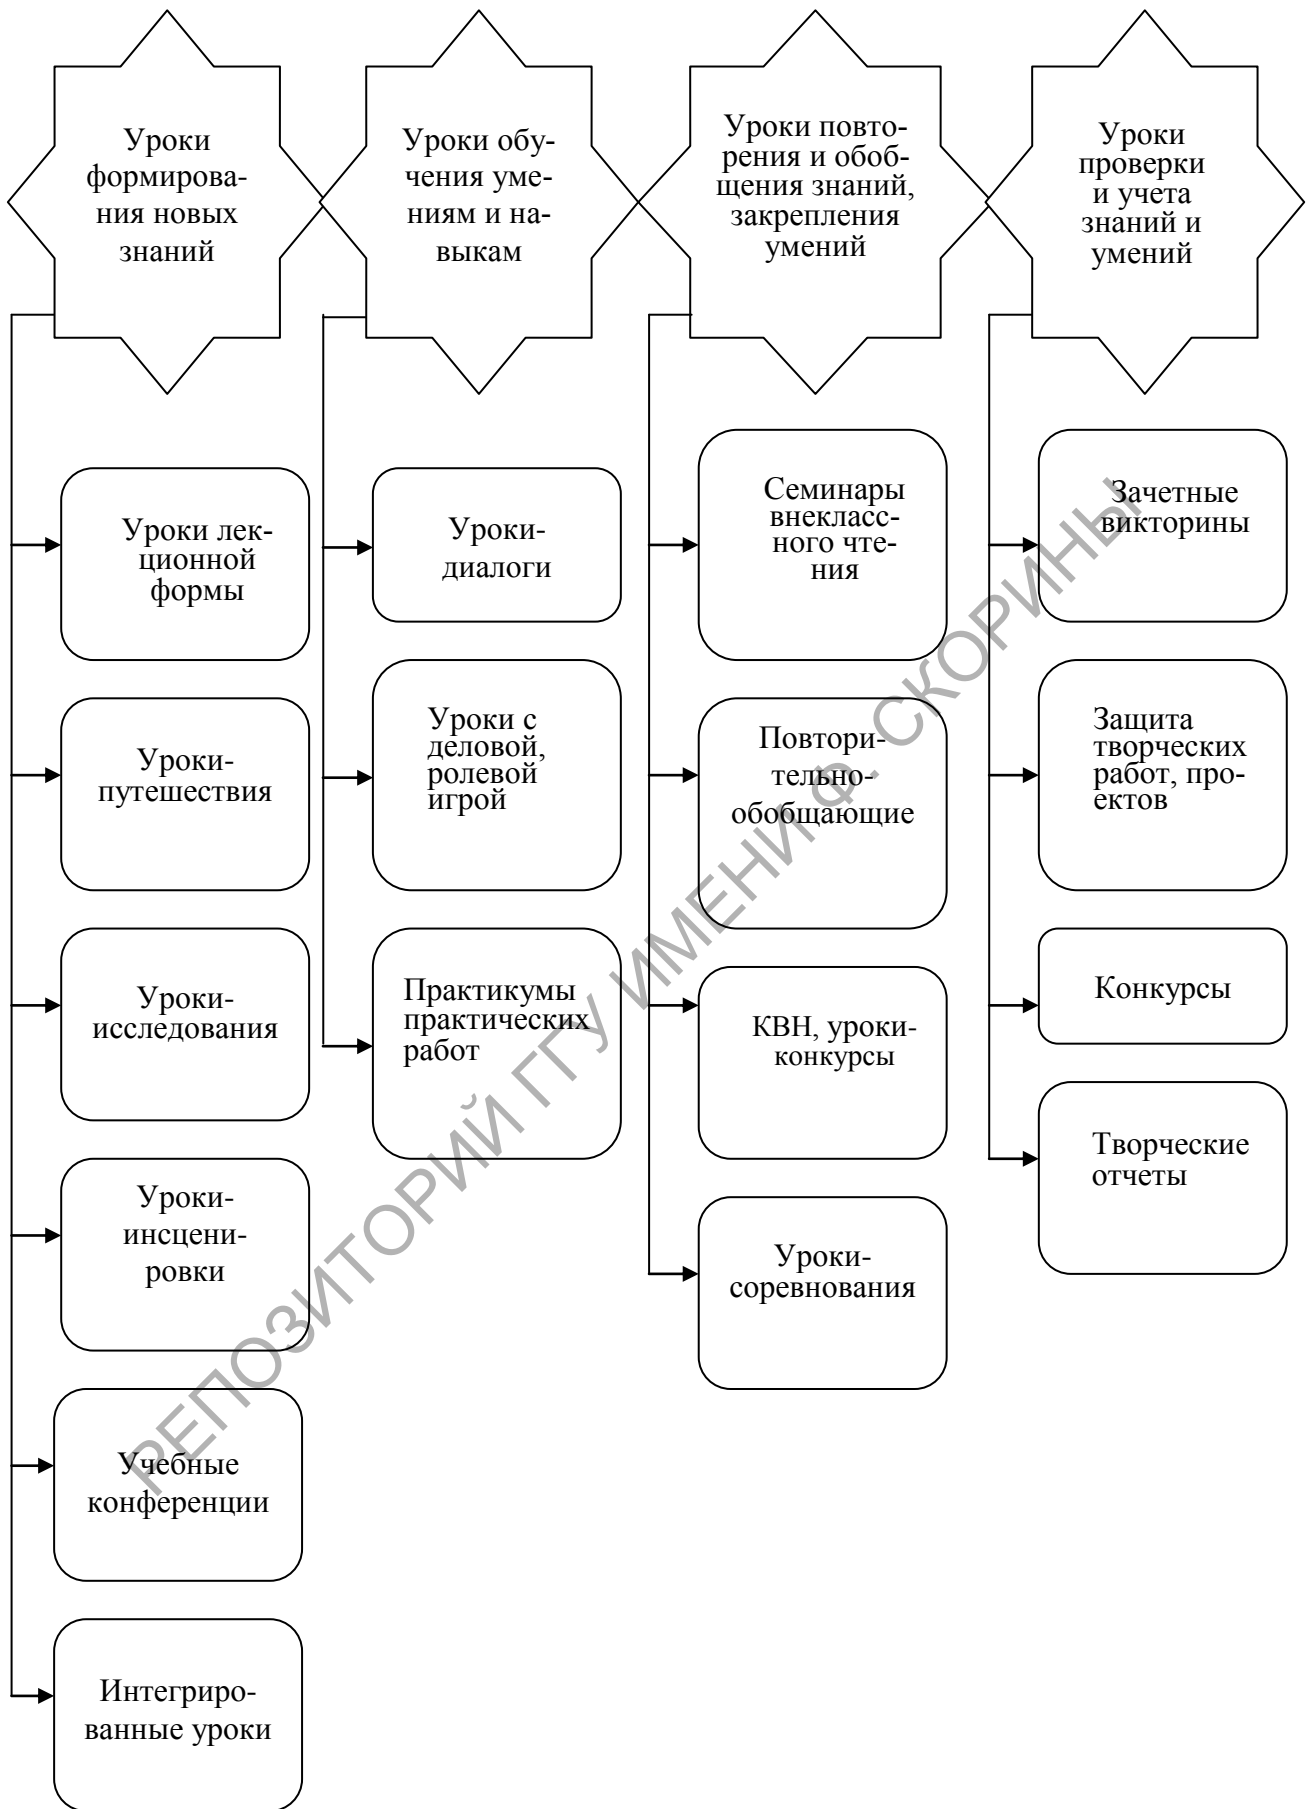 Уроки
формирова-
ния новых
знаний
Уроки лек-
ционной
формы
Уроки-
путешествия
Уроки-
исследования
Уроки-
инсцени-
ровки
Учебные
конференции
Интегриро-
ванные уроки
Уроки обу-
чения уме-
ниям и на-
выкам
Уроки-
диалоги
Уроки с
деловой,
ролевой
игрой
Практикумы
практических
работ
Уроки повто-
рения и обоб-
щения знаний,
закрепления
умений
Семинары
внекласс-
ного чте-
ния
Повтори-
тельно-
обобщающие
КВН, уроки-
конкурсы
Уроки-
соревнования
Уроки
проверки
и учета
знаний и
умений
Зачетные
викторины
Защита
творческих
работ, про-
ектов
Конкурсы
Творческие
отчеты
РЕПОЗИТОРИЙ ГГУ ИМЕНИ Ф. СКОРИНЫ